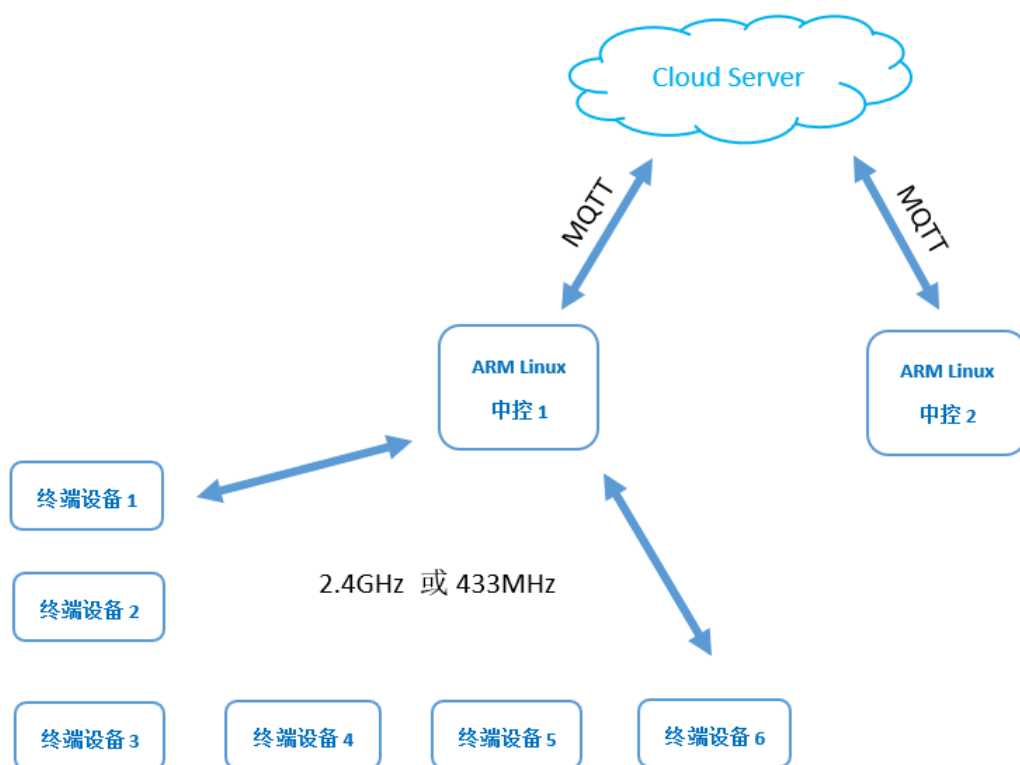 Cloud Server
MQTT
MQTT
ARM Linux
中控 1
ARM Linux
中控 2
终端设备 1
终端设备 2
2.4GHz 或 433MHz
终端设备 3
终端设备 4
终端设备 5
终端设备 6